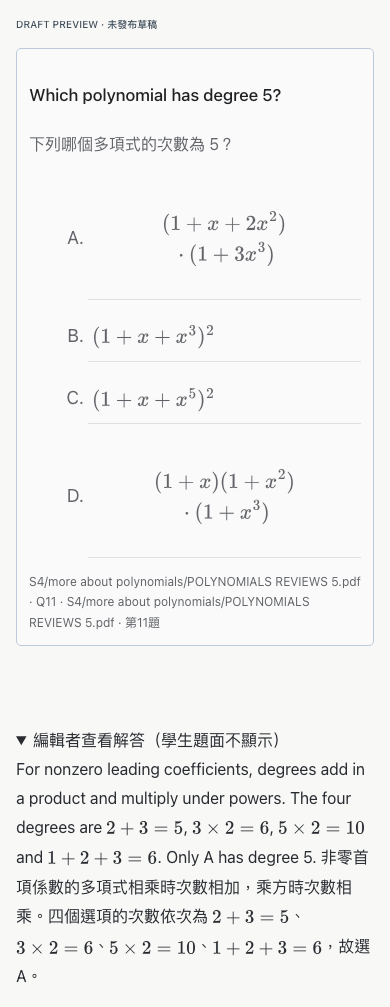 DRAFT PREVIEW · 未發布草稿
Which polynomial has degree 5?
下列哪個多項式的次數為 5？
A. (1 + x + 2x²)
· (1 + 3x³)
B. (1 + x + x³)²
C. (1 + x + x⁵)²
D. (1 + x)(1 + x²)
· (1 + x³)
S4/more about polynomials/POLYNOMIALS REVIEWS 5.pdf
· Q11 · S4/more about polynomials/POLYNOMIALS
REVIEWS 5.pdf · 第11題
▼ 編輯者查看解答（學生題面不顯示）
For nonzero leading coefficients, degrees add in
a product and multiply under powers. The four
degrees are 2 + 3 = 5, 3 × 2 = 6, 5 × 2 = 10
and 1 + 2 + 3 = 6. Only A has degree 5. 非零首
項係數的多項式相乘時次數相加，乘方時次數相
乘。四個選項的次數依次為 2 + 3 = 5、
3 × 2 = 6、5 × 2 = 10、1 + 2 + 3 = 6，故選
A。